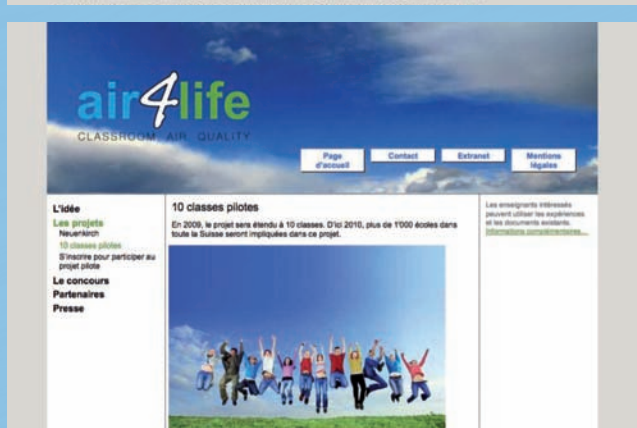 air4life
CLASSROOM AIR QUALITY
Page
d'accueil
Contact
Extranet
Mentions
légales
L'idée
Les projets
Neuenkirch
10 classes pilotes
S'inscrire pour participer au
projet pilote
Le concours
Partenaires
Presse
10 classes pilotes
En 2009, le projet sera étendu à 10 classes. D'ici 2010, plus de 1'000 écoles dans
toute la Suisse seront impliquées dans ce projet.
Les enseignants intéressés
peuvent utiliser les expériences
et les documents existants.
Informations complémentaires...